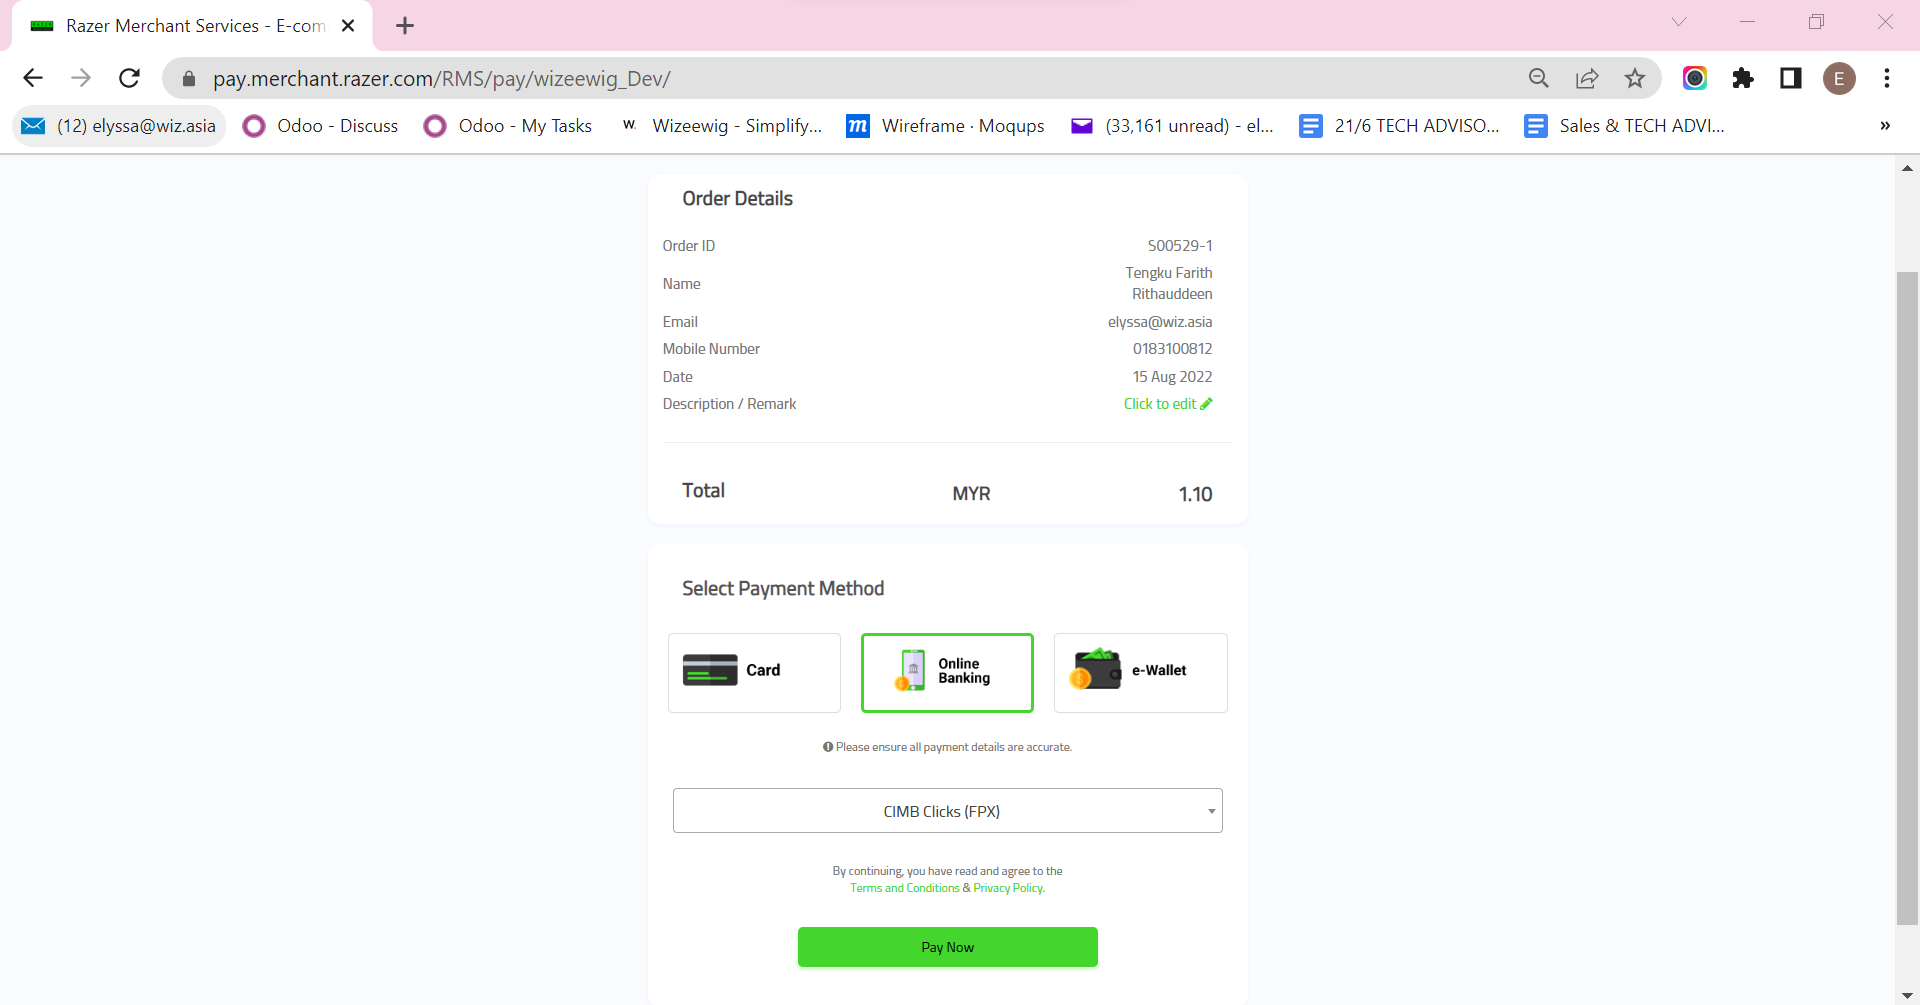 Razer Merchant Services - E-com
pay.merchant.razer.com/RMS/pay/wizeewig_Dev/
E
(12) elyssa@wiz.asia
Odoo - Discuss
Odoo - My Tasks
W.
Wizeewig - Simplify...
m
Wireframe · Moqups
(33,161 unread) - el...
21/6 TECH ADVISO...
Sales & TECH ADVI...
»
Order Details
Order ID S00529-1
Name Tengku Farith
Rithauddeen
Email elyssa@wiz.asia
Mobile Number 0183100812
Date 15 Aug 2022
Description / Remark Click to edit
Total MYR 1.10
Select Payment Method
Card
Online
Banking
e-Wallet
Please ensure all payment details are accurate.
CIMB Clicks (FPX)
By continuing, you have read and agree to the
Terms and Conditions & Privacy Policy.
Pay Now